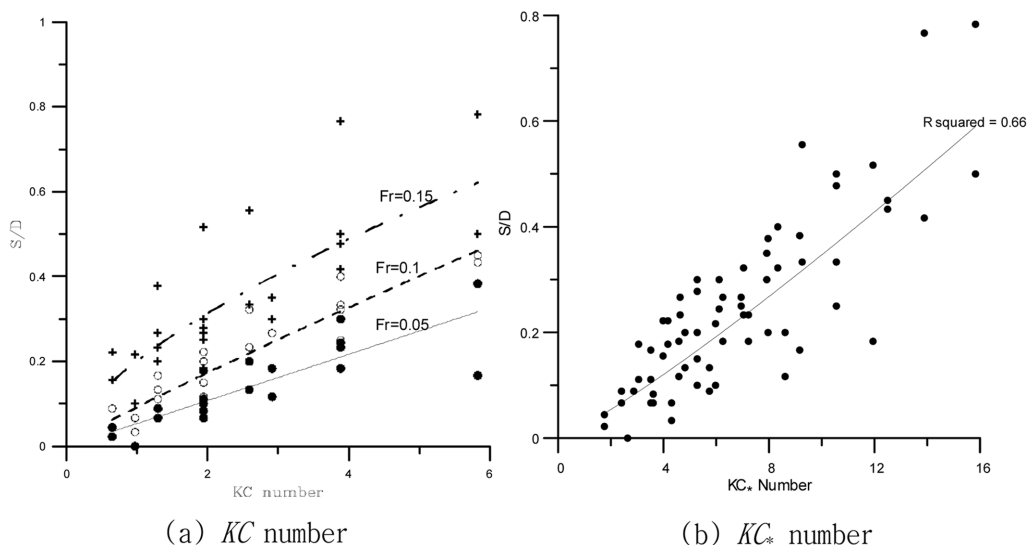 1
0.8
0.6
0.4
0.2
0
S/D
Fr=0.15
Fr=0.1
Fr=0.05
0
2
4
6
KC number
(a) KC number
0.8
0.6
0.4
0.2
0
S/D
R squared = 0.66
0
4
8
12
16
KC* Number
(b) KC* number